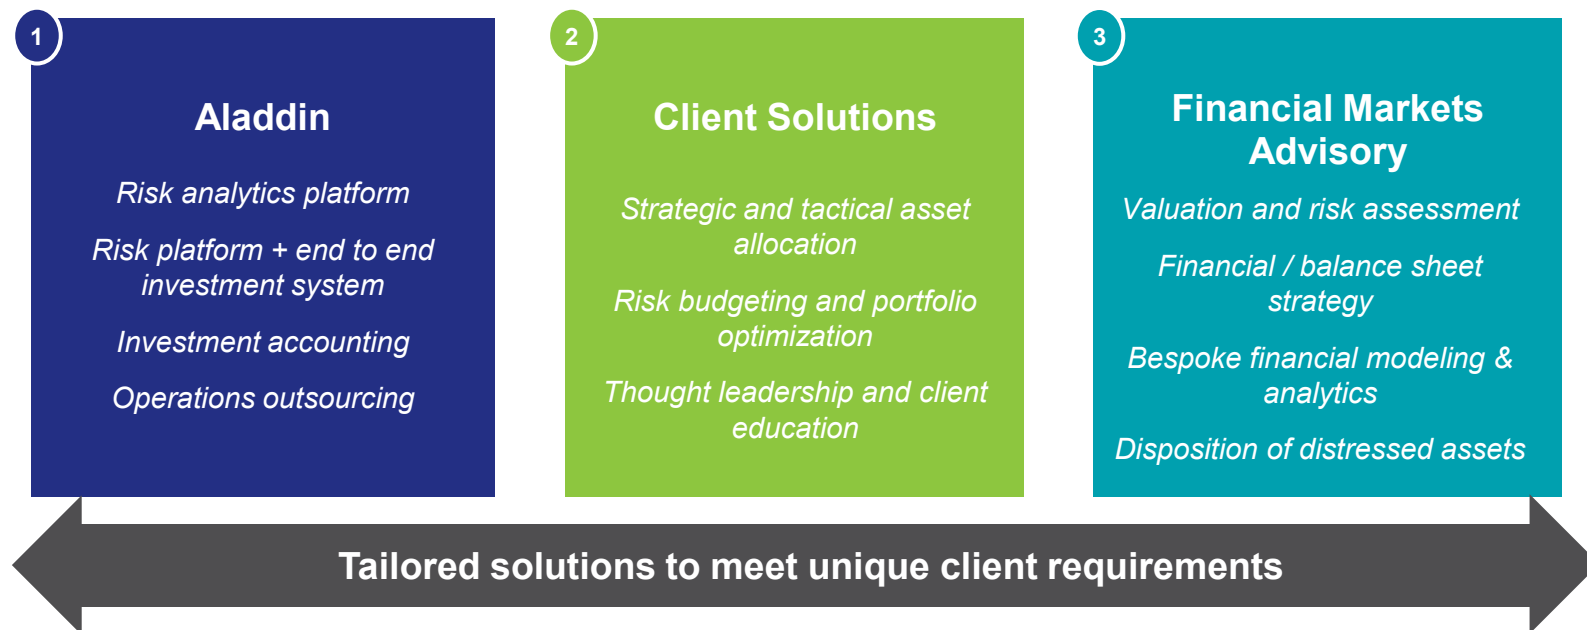 1
Aladdin
Risk analytics platform
Risk platform + end to end
investment system
Investment accounting
Operations outsourcing
2
Client Solutions
Strategic and tactical asset
allocation
Risk budgeting and portfolio
optimization
Thought leadership and client
education
3
Financial Markets
Advisory
Valuation and risk assessment
Financial / balance sheet
strategy
Bespoke financial modeling &
analytics
Disposition of distressed assets
Tailored solutions to meet unique client requirements